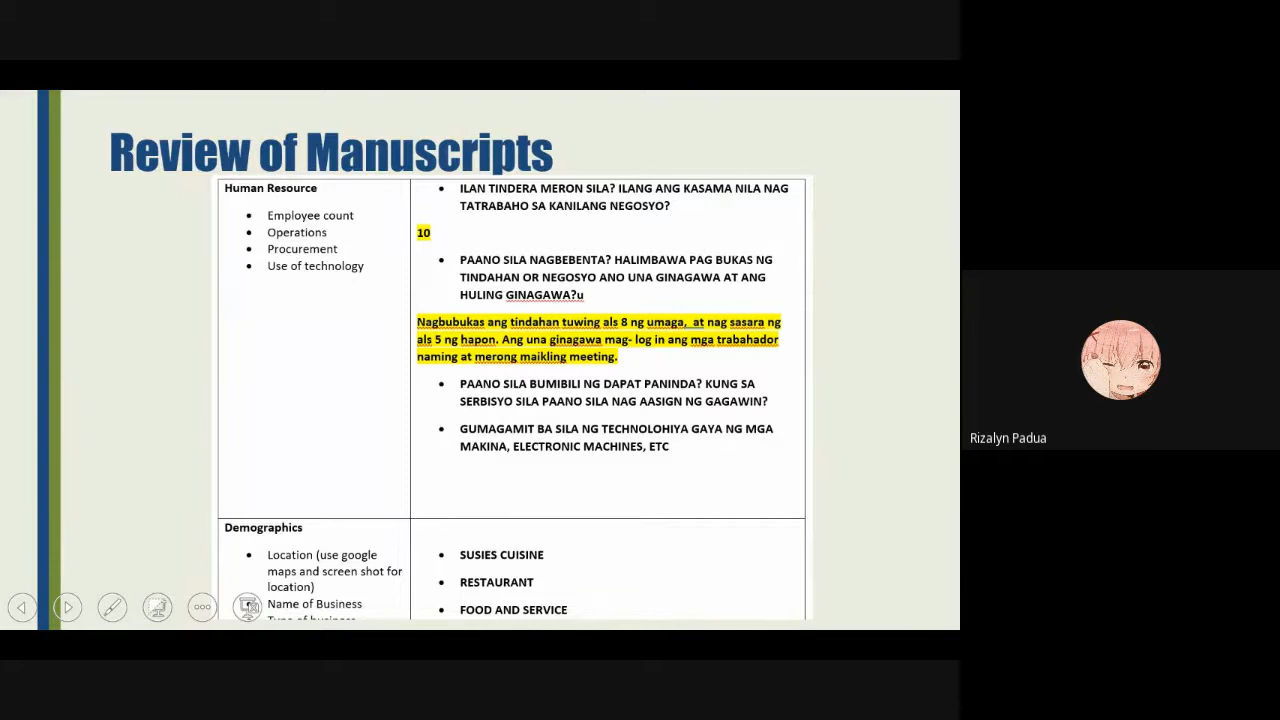 Review of Manuscripts
Human Resource
• Employee count
• Operations
• Procurement
• Use of technology
• ILAN TINDERA MERON SILA? ILANG ANG KASAMA NILA NAG
TATRABAHO SA KANILANG NEGOSYO?
10
• PAANO SILA NAGBEBENTA? HALIMBAWA PAG BUKAS NG
TINDAHAN OR NEGOSYO ANO UNA GINAGAWA AT ANG
HULING GINAGAWA?u
Nagbubukas ang tindahan tuwing als 8 ng umaga, at nag sasara ng
als 5 ng hapon. Ang una ginagawa mag- log in ang mga trabahador
naming at merong maikling meeting.
• PAANO SILA BUMIBILI NG DAPAT PANINDA? KUNG SA
SERBISYO SILA PAANO SILA NAG AASIGN NG GAGAWIN?
• GUMAGAMIT BA SILA NG TECHNOLOHIYA GAYA NG MGA
MAKINA, ELECTRONIC MACHINES, ETC
Demographics
• Location (use google
maps and screen shot for
location)
Name of Business
Type of business
• SUSIES CUISINE
• RESTAURANT
• FOOD AND SERVICE
Rizalyn Padua